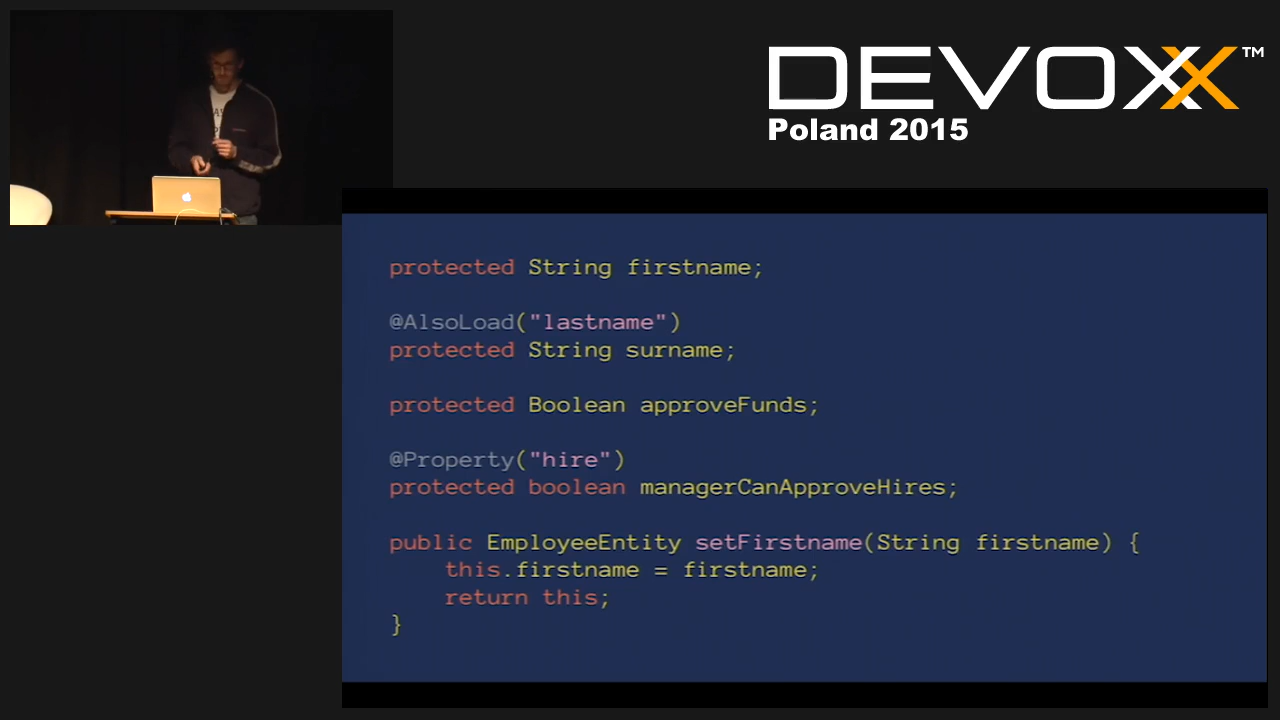 DEVOXX™
Poland 2015
protected String firstname;
@AlsoLoad("lastname")
protected String surname;
protected Boolean approveFunds;
@Property("hire")
protected boolean managerCanApproveHires;
public EmployeeEntity setFirstname(String firstname) {
    this.firstname = firstname;
    return this;
}